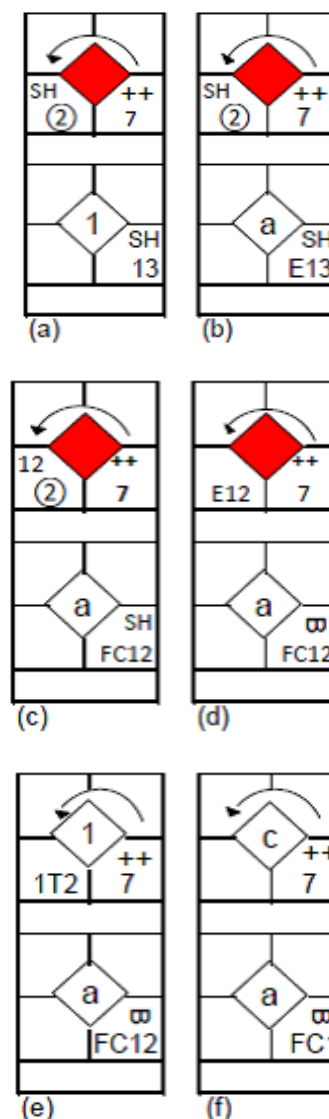 SH ++
② 7
1
SH
13
(a)
SH ++
② 7
a
SH
E13
(b)
12 ++
② 7
a
SH
FC12
(c)
++
E12 7
a
B
FC12
(d)
1
++
1T2 7
a
B
FC12
(e)
c
++
7
a
B
FC1
(f)